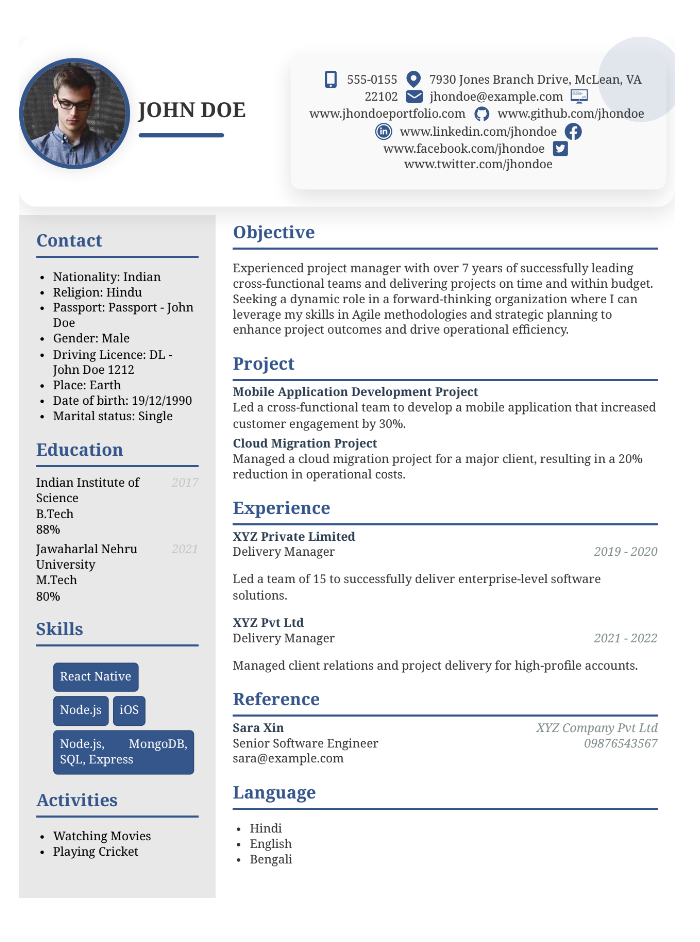 JOHN DOE
555-0155 7930 Jones Branch Drive, McLean, VA
22102 jhondoe@example.com
www.jhondoeportfolio.com www.github.com/jhondoe
www.linkedin.com/jhondoe
www.facebook.com/jhondoe
www.twitter.com/jhondoe
Contact
• Nationality: Indian
• Religion: Hindu
• Passport: Passport - John
Doe
• Gender: Male
• Driving Licence: DL -
John Doe 1212
• Place: Earth
• Date of birth: 19/12/1990
• Marital status: Single
Education
Indian Institute of 2017
Science
B.Tech
88%
Jawaharlal Nehru 2021
University
M.Tech
80%
Skills
React Native
Node.js iOS
Node.js, MongoDB,
SQL, Express
Activities
• Watching Movies
• Playing Cricket
Objective
Experienced project manager with over 7 years of successfully leading
cross-functional teams and delivering projects on time and within budget.
Seeking a dynamic role in a forward-thinking organization where I can
leverage my skills in Agile methodologies and strategic planning to
enhance project outcomes and drive operational efficiency.
Project
Mobile Application Development Project
Led a cross-functional team to develop a mobile application that increased
customer engagement by 30%.
Cloud Migration Project
Managed a cloud migration project for a major client, resulting in a 20%
reduction in operational costs.
Experience
XYZ Private Limited
Delivery Manager 2019 - 2020
Led a team of 15 to successfully deliver enterprise-level software
solutions.
XYZ Pvt Ltd
Delivery Manager 2021 - 2022
Managed client relations and project delivery for high-profile accounts.
Reference
Sara Xin XYZ Company Pvt Ltd
Senior Software Engineer 09876543567
sara@example.com
Language
• Hindi
• English
• Bengali